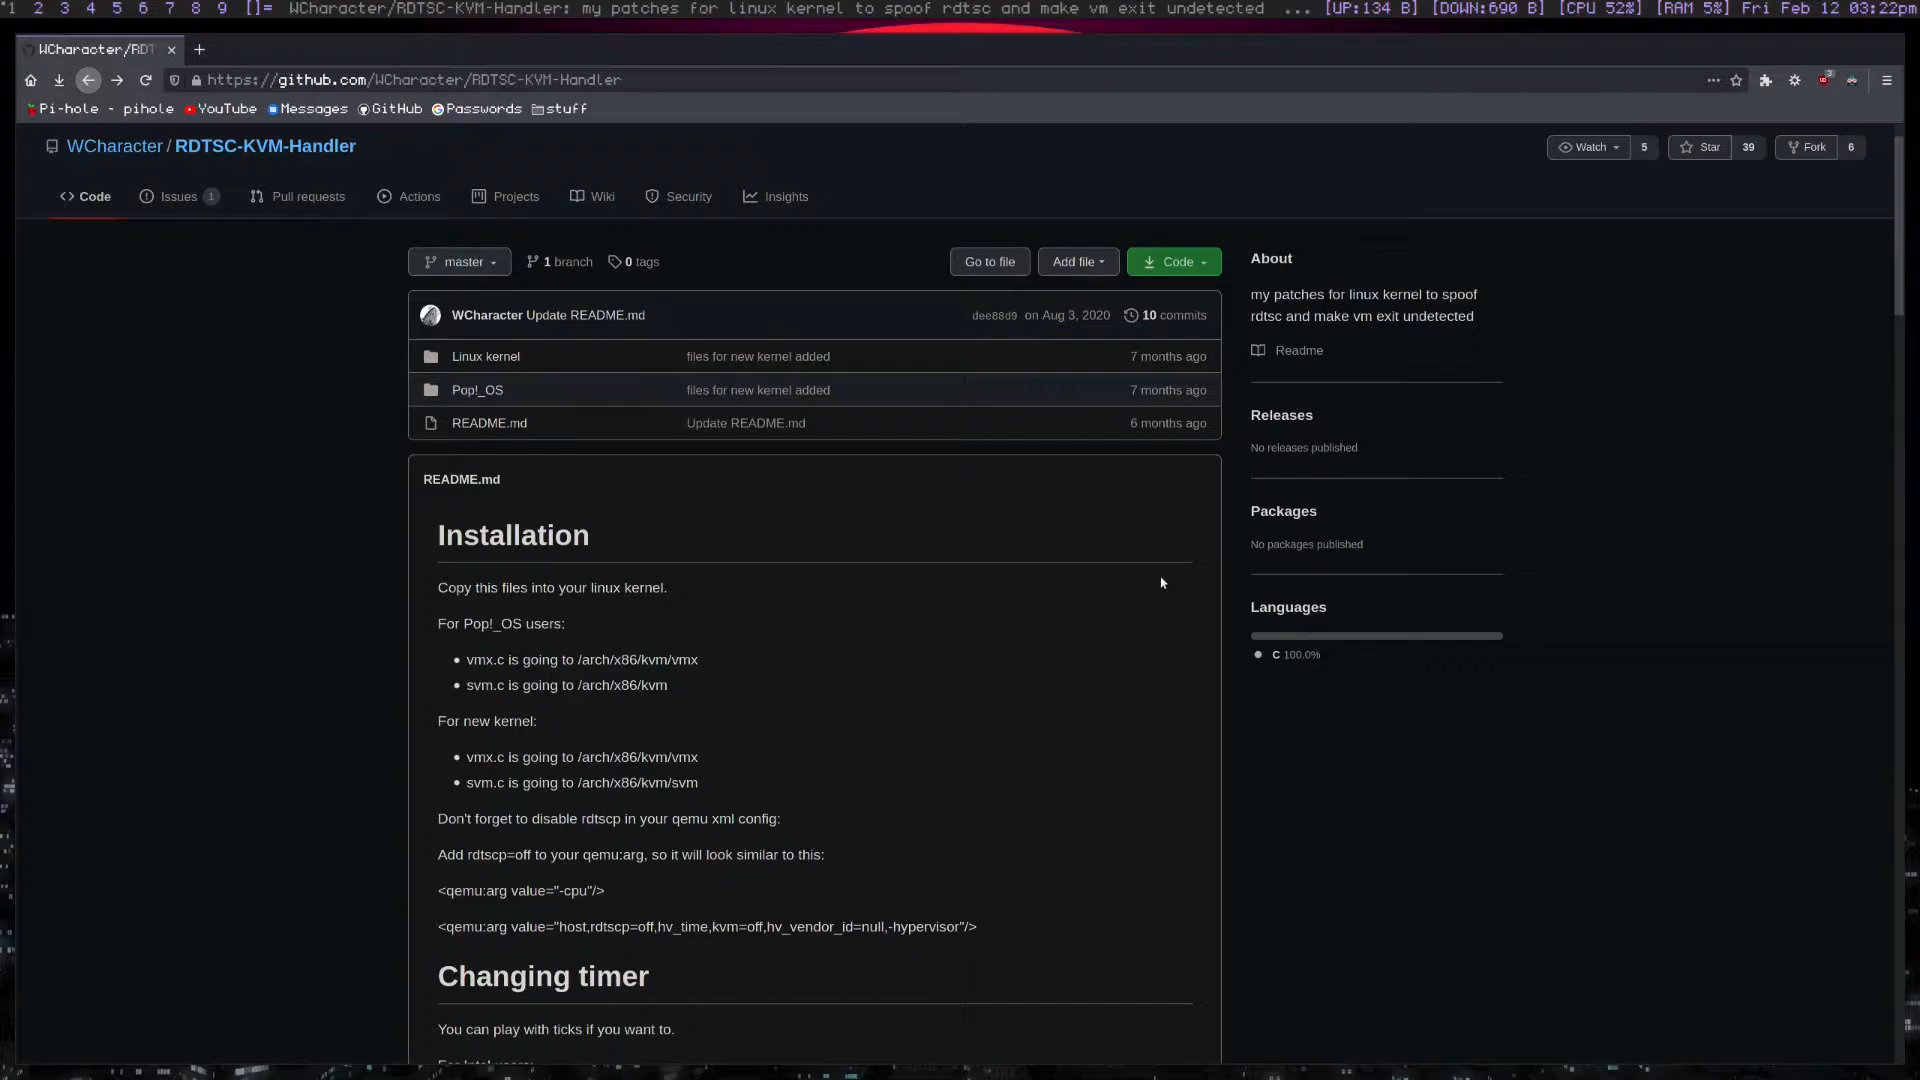 1 2 3 4 5 6 7 8 9 []= WCharacter/RDTSC-KVM-Handler: my patches for linux kernel to spoof rdtsc and make vm exit undetected ... [UP:134 B] [DOWN:690 B] [CPU 52%] [RAM 5%] Fri Feb 12 03:22pm
WCharacter/RDT × +
https://github.com/WCharacter/RDTSC-KVM-Handler
Pi-hole - pihole YouTube Messages GitHub Passwords stuff
WCharacter / RDTSC-KVM-Handler
Watch 5 Star 39 Fork 6
Code Issues 1 Pull requests Actions Projects Wiki Security Insights
master 1 branch 0 tags Go to file Add file Code
WCharacter Update README.md dee88d9 on Aug 3, 2020 10 commits
Linux kernel files for new kernel added 7 months ago
Pop!_OS files for new kernel added 7 months ago
README.md Update README.md 6 months ago
README.md
Installation
Copy this files into your linux kernel.
For Pop!_OS users:
• vmx.c is going to /arch/x86/kvm/vmx
• svm.c is going to /arch/x86/kvm
For new kernel:
• vmx.c is going to /arch/x86/kvm/vmx
• svm.c is going to /arch/x86/kvm/svm
Don't forget to disable rdtscp in your qemu xml config:
Add rdtscp=off to your qemu:arg, so it will look similar to this:
<qemu:arg value="-cpu"/>
<qemu:arg value="host,rdtscp=off,hv_time,kvm=off,hv_vendor_id=null,-hypervisor"/>
Changing timer
You can play with ticks if you want to.
About
my patches for linux kernel to spoof
rdtsc and make vm exit undetected
Readme
Releases
No releases published
Packages
No packages published
Languages
C 100.0%